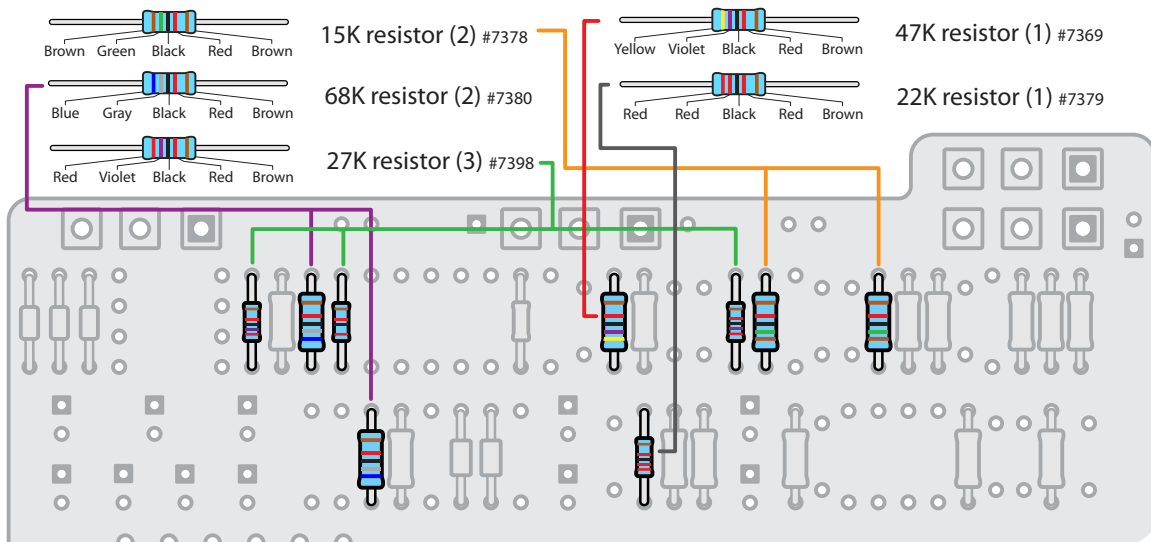 Brown Green Black Red Brown
15K resistor (2) #7378
Blue Gray Black Red Brown
68K resistor (2) #7380
Red Violet Black Red Brown
27K resistor (3) #7398
Yellow Violet Black Red Brown
47K resistor (1) #7369
Red Red Black Red Brown
22K resistor (1) #7379